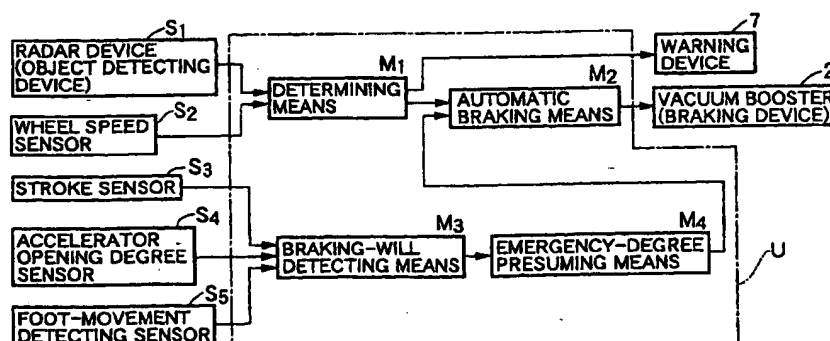 S1
RADAR DEVICE
(OBJECT DETECTING
DEVICE)
S2
WHEEL SPEED
SENSOR
S3
STROKE SENSOR
S4
ACCELERATOR
OPENING DEGREE
SENSOR
S5
FOOT-MOVEMENT
DETECTING SENSOR
M1
DETERMINING
MEANS
M2
AUTOMATIC
BRAKING MEANS
M3
BRAKING-WILL
DETECTING MEANS
M4
EMERGENCY-DEGREE
PRESUMING MEANS
7
WARNING
DEVICE
2
VACUUM BOOSTER
(BRAKING DEVICE)
U